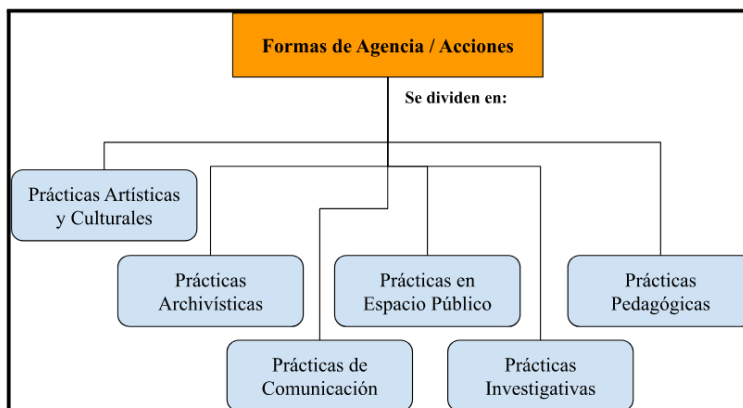 Formas de Agencia / Acciones
Se dividen en:
Prácticas Artísticas
y Culturales
Prácticas
Archivísticas
Prácticas en
Espacio Público
Prácticas
Pedagógicas
Prácticas de
Comunicación
Prácticas
Investigativas